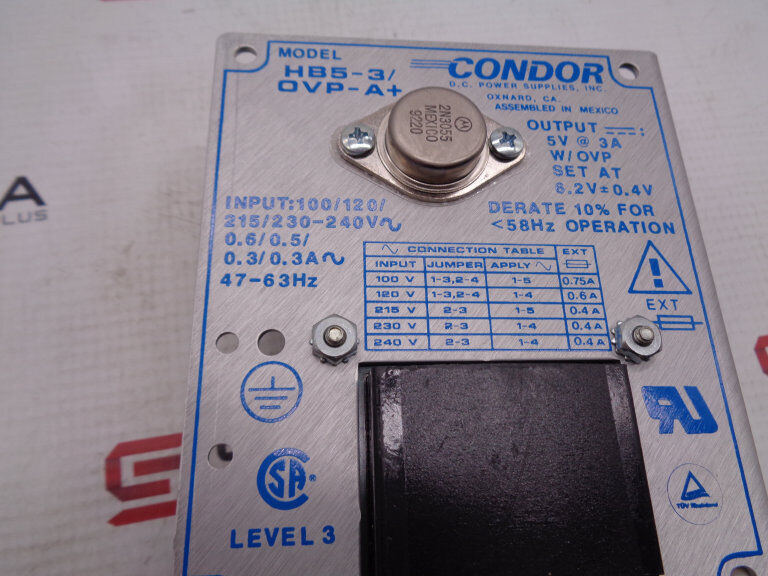 MODEL
HB5-3/
OVP-A+
CONDOR
D.C. POWER SUPPLIES, INC.
OXNARD, CA.
ASSEMBLED IN MEXICO
2N3055
MEXICO
9220
OUTPUT
5V @ 3A
W/OVP
SET AT
6.2V±0.4V
DERATE 10% FOR
<58Hz OPERATION
INPUT:100/120/
215/230-240V
0.6/0.5/
0.3/0.3A
47-63Hz
CONNECTION TABLE EXT
INPUT JUMPER APPLY
100 V 1-3,2-4 1-5 0.75A
120 V 1-3,2-4 1-4 0.6A
215 V 2-3 1-5 0.4A
230 V 2-3 1-4 0.4A
240 V 2-3 1-4 0.4A
EXT
LEVEL 3
TÜV Rheinland
A
PLUS